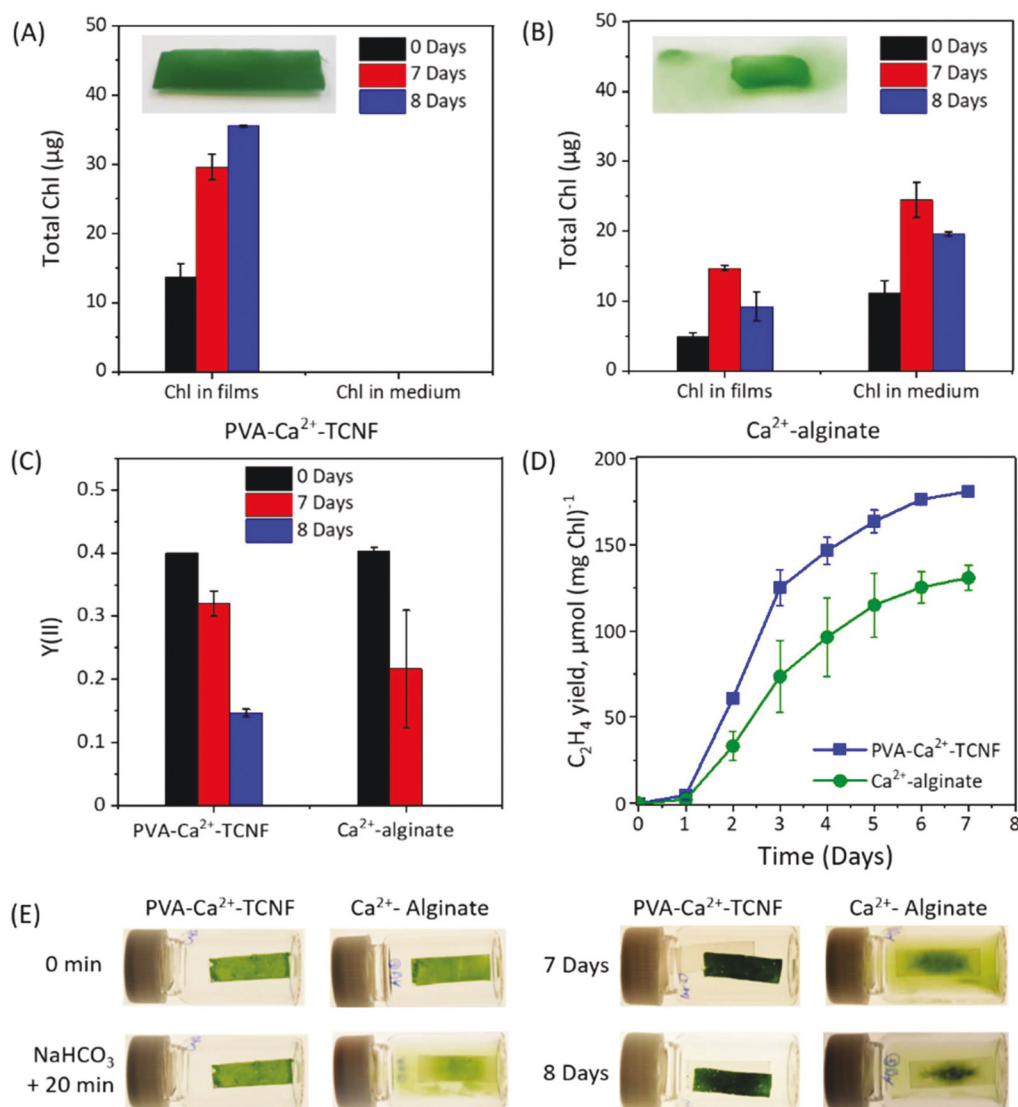 (A)
50
40
30
20
10
0
Total Chl (µg)
0 Days
7 Days
8 Days
Chl in films
Chl in medium
PVA-Ca²⁺-TCNF
(B)
50
40
30
20
10
0
Total Chl (µg)
0 Days
7 Days
8 Days
Chl in films
Chl in medium
Ca²⁺-alginate
(C)
0.5
0.4
0.3
0.2
0.1
0
Y(II)
0 Days
7 Days
8 Days
PVA-Ca²⁺-TCNF
Ca²⁺-alginate
(D)
200
150
100
50
0
C₂H₄ yield, µmol (mg Chl)⁻¹
PVA-Ca²⁺-TCNF
Ca²⁺-alginate
0 1 2 3 4 5 6 7 8
Time (Days)
(E)
PVA-Ca²⁺-TCNF Ca²⁺- Alginate PVA-Ca²⁺-TCNF Ca²⁺- Alginate
0 min
7 Days
NaHCO₃
+ 20 min
8 Days